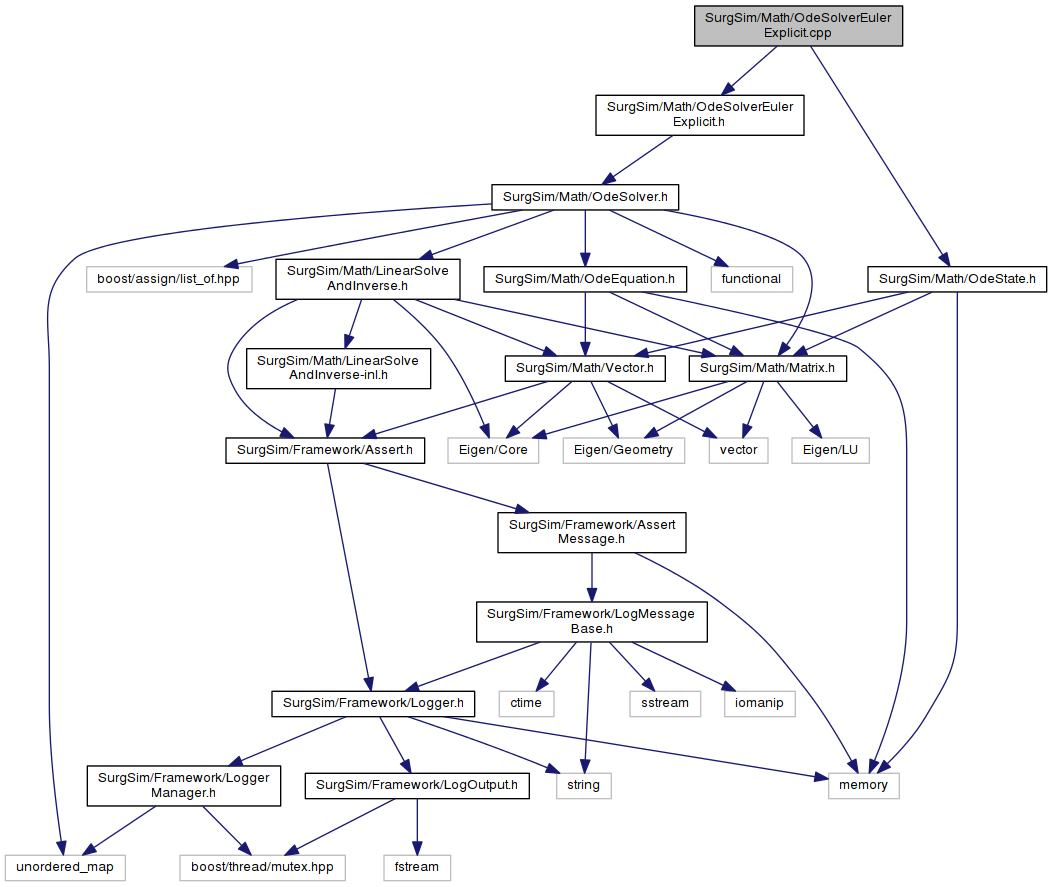 SurgSim/Math/OdeSolverEuler
Explicit.cpp
SurgSim/Math/OdeSolverEuler
Explicit.h
SurgSim/Math/OdeSolver.h
boost/assign/list_of.hpp
SurgSim/Math/LinearSolve
AndInverse.h
SurgSim/Math/OdeEquation.h
functional
SurgSim/Math/OdeState.h
SurgSim/Math/LinearSolve
AndInverse-inl.h
SurgSim/Math/Vector.h
SurgSim/Math/Matrix.h
SurgSim/Framework/Assert.h
Eigen/Core
Eigen/Geometry
vector
Eigen/LU
SurgSim/Framework/Assert
Message.h
SurgSim/Framework/LogMessage
Base.h
SurgSim/Framework/Logger.h
ctime
sstream
iomanip
SurgSim/Framework/Logger
Manager.h
SurgSim/Framework/LogOutput.h
string
memory
unordered_map
boost/thread/mutex.hpp
fstream